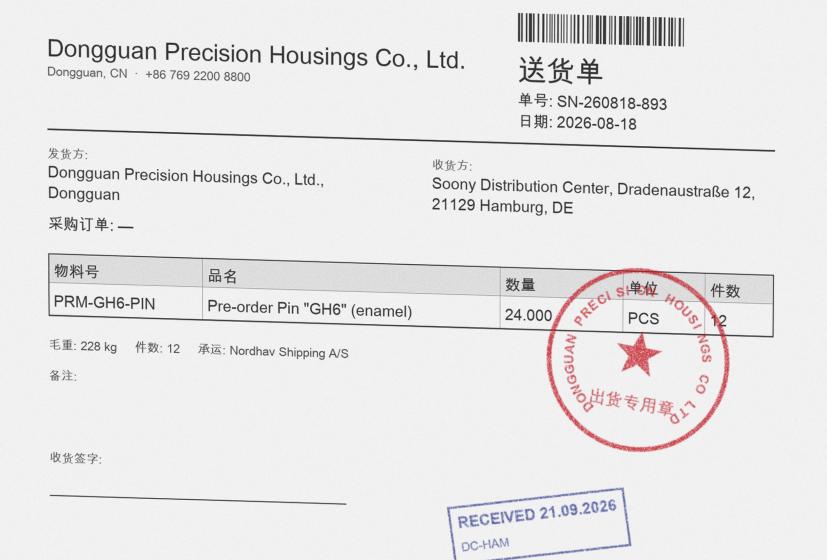 Dongguan Precision Housings Co., Ltd.
Dongguan, CN · +86 769 2200 8800
送货单
单号: SN-260818-893
日期: 2026-08-18
发货方:
Dongguan Precision Housings Co., Ltd.,
Dongguan
收货方:
Soony Distribution Center, Dradenaustraße 12,
21129 Hamburg, DE
采购订单: —
物料号 品名 数量 单位 件数
PRM-GH6-PIN Pre-order Pin "GH6" (enamel) 24.000 PCS 12
毛重: 228 kg 件数: 12 承运: Nordhav Shipping A/S
备注:
DONGGUAN PRECISION HOUSINGS CO LTD
出货专用章
收货签字:
RECEIVED 21.09.2026
DC-HAM